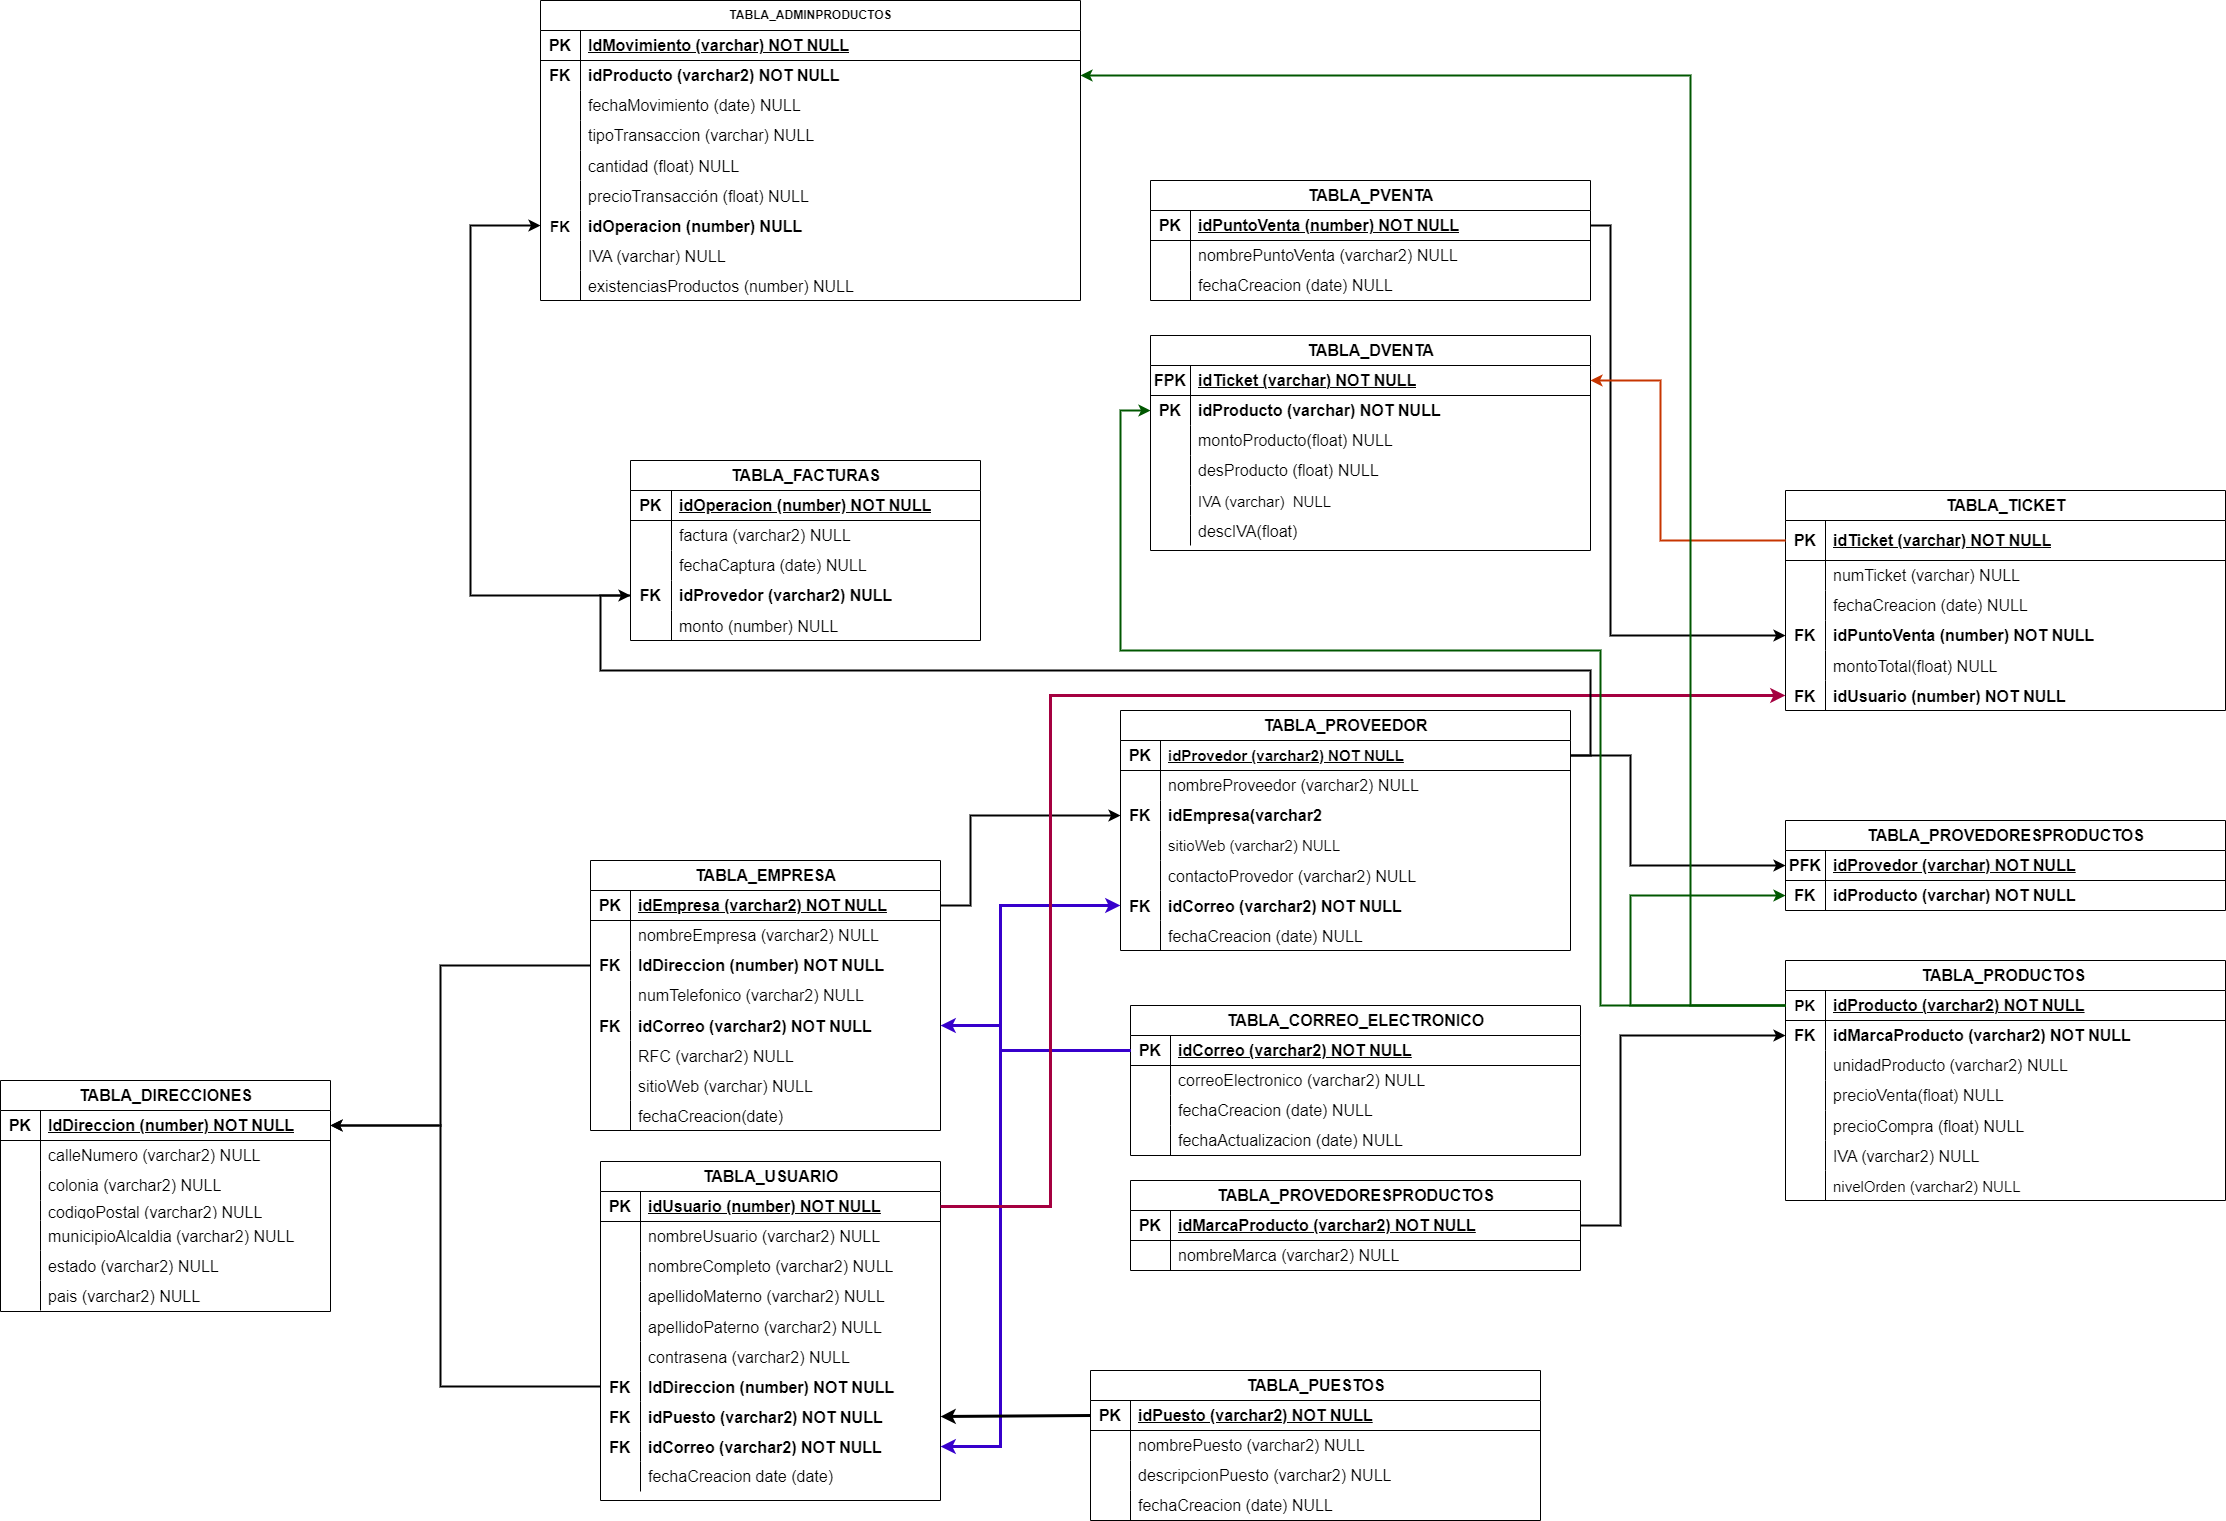 TABLA_ADMINPRODUCTOS
PK IdMovimiento (varchar) NOT NULL
FK idProducto (varchar2) NOT NULL
fechaMovimiento (date) NULL
tipoTransaccion (varchar) NULL
cantidad (float) NULL
precioTransacción (float) NULL
FK idOperacion (number) NULL
IVA (varchar) NULL
existenciasProductos (number) NULL
TABLA_PVENTA
PK idPuntoVenta (number) NOT NULL
nombrePuntoVenta (varchar2) NULL
fechaCreacion (date) NULL
TABLA_DVENTA
FPK idTicket (varchar) NOT NULL
PK idProducto (varchar) NOT NULL
montoProducto(float) NULL
desProducto (float) NULL
IVA (varchar) NULL
descIVA(float)
TABLA_FACTURAS
PK idOperacion (number) NOT NULL
factura (varchar2) NULL
fechaCaptura (date) NULL
FK idProvedor (varchar2) NULL
monto (number) NULL
TABLA_TICKET
PK idTicket (varchar) NOT NULL
numTicket (varchar) NULL
fechaCreacion (date) NULL
FK idPuntoVenta (number) NOT NULL
montoTotal(float) NULL
FK idUsuario (number) NOT NULL
TABLA_PROVEEDOR
PK idProvedor (varchar2) NOT NULL
nombreProveedor (varchar2) NULL
FK idEmpresa(varchar2
sitioWeb (varchar2) NULL
contactoProvedor (varchar2) NULL
FK idCorreo (varchar2) NOT NULL
fechaCreacion (date) NULL
TABLA_PROVEDORESPRODUCTOS
PFK idProvedor (varchar) NOT NULL
FK idProducto (varchar) NOT NULL
TABLA_EMPRESA
PK idEmpresa (varchar2) NOT NULL
nombreEmpresa (varchar2) NULL
FK IdDireccion (number) NOT NULL
numTelefonico (varchar2) NULL
FK idCorreo (varchar2) NOT NULL
RFC (varchar2) NULL
sitioWeb (varchar) NULL
fechaCreacion(date)
TABLA_PRODUCTOS
PK idProducto (varchar2) NOT NULL
FK idMarcaProducto (varchar2) NOT NULL
unidadProducto (varchar2) NULL
precioVenta(float) NULL
precioCompra (float) NULL
IVA (varchar2) NULL
nivelOrden (varchar2) NULL
TABLA_CORREO_ELECTRONICO
PK idCorreo (varchar2) NOT NULL
correoElectronico (varchar2) NULL
fechaCreacion (date) NULL
fechaActualizacion (date) NULL
TABLA_DIRECCIONES
PK IdDireccion (number) NOT NULL
calleNumero (varchar2) NULL
colonia (varchar2) NULL
codigoPostal (varchar2) NULL
municipioAlcaldia (varchar2) NULL
estado (varchar2) NULL
pais (varchar2) NULL
TABLA_USUARIO
PK idUsuario (number) NOT NULL
nombreUsuario (varchar2) NULL
nombreCompleto (varchar2) NULL
apellidoMaterno (varchar2) NULL
apellidoPaterno (varchar2) NULL
contrasena (varchar2) NULL
FK IdDireccion (number) NOT NULL
FK idPuesto (varchar2) NOT NULL
FK idCorreo (varchar2) NOT NULL
fechaCreacion date (date)
TABLA_PROVEDORESPRODUCTOS
PK idMarcaProducto (varchar2) NOT NULL
nombreMarca (varchar2) NULL
TABLA_PUESTOS
PK idPuesto (varchar2) NOT NULL
nombrePuesto (varchar2) NULL
descripcionPuesto (varchar2) NULL
fechaCreacion (date) NULL